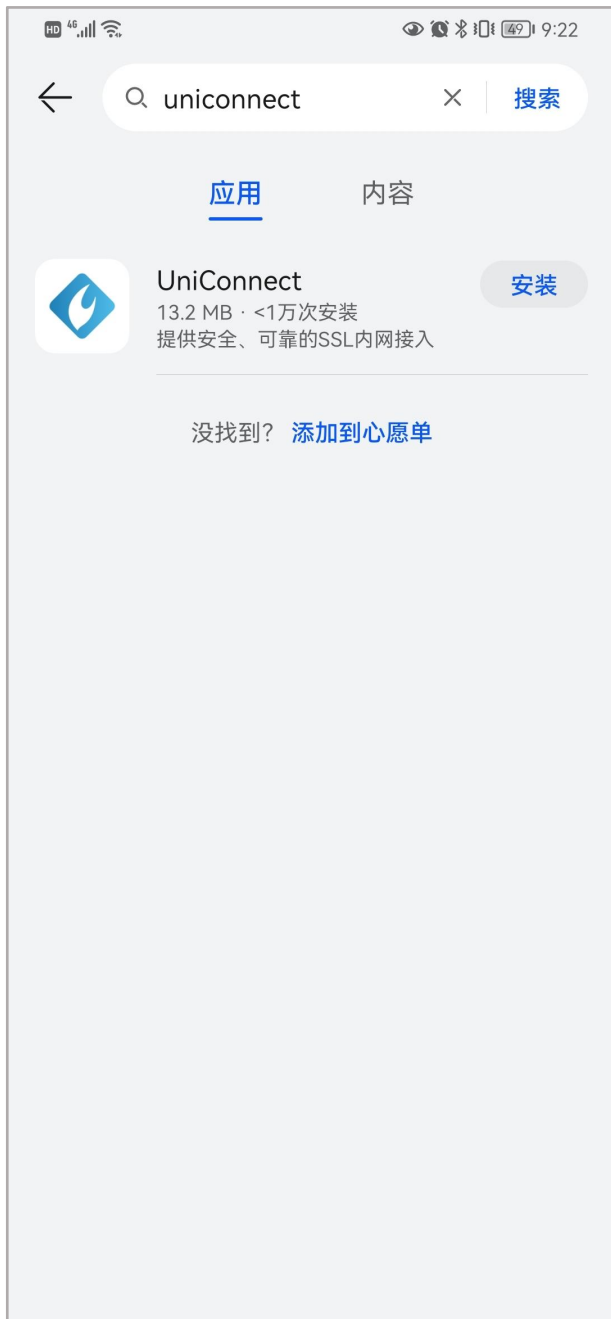 HD 4G 49 9:22
uniconnect 搜索
应用 内容
UniConnect
安装
13.2 MB · <1万次安装
提供安全、可靠的SSL内网接入
没找到? 添加到心愿单